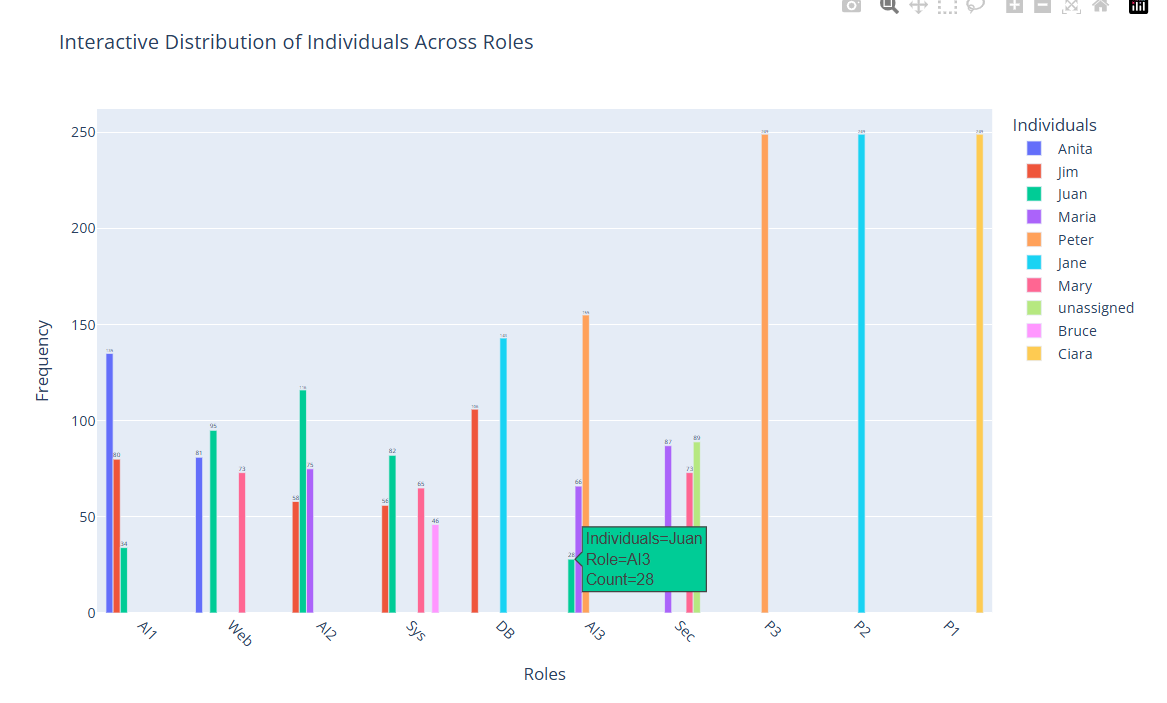 Interactive Distribution of Individuals Across Roles
250
200
150
100
50
0
Frequency
80
34
81
95
73
58
75
56
82
65
46
28
66
87
73
89
Individuals=Juan
Role=AI3
Count=28
AI1
Web
AI2
Sys
DB
AI3
Sec
P3
P2
P1
Roles
Individuals
Anita
Jim
Juan
Maria
Peter
Jane
Mary
unassigned
Bruce
Ciara